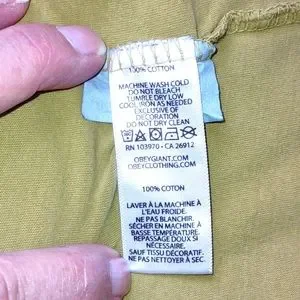 100% COTTON
MACHINE WASH COLD
DO NOT BLEACH
TUMBLE DRY LOW
COOL IRON AS NEEDED
EXCLUSIVE OF
DECORATION
DO NOT DRY CLEAN
RN 103970 • CA 26912
OBEYGIANT.COM
OBEYCLOTHING.COM
100% COTON
LAVER À LA MACHINE À
L'EAU FROIDE.
NE PAS BLANCHIR.
SÉCHER EN MACHINE À
BASSE TEMPÉRATURE.
REPASSAGE DOUX SI
NÉCESSAIRE.
SAUF TISSU DÉCORATIF.
NE PAS NETTOYER À SEC.